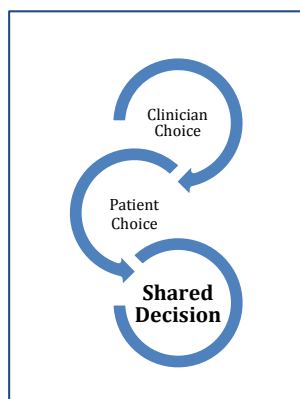 Clinician
Choice
Patient
Choice
Shared
Decision